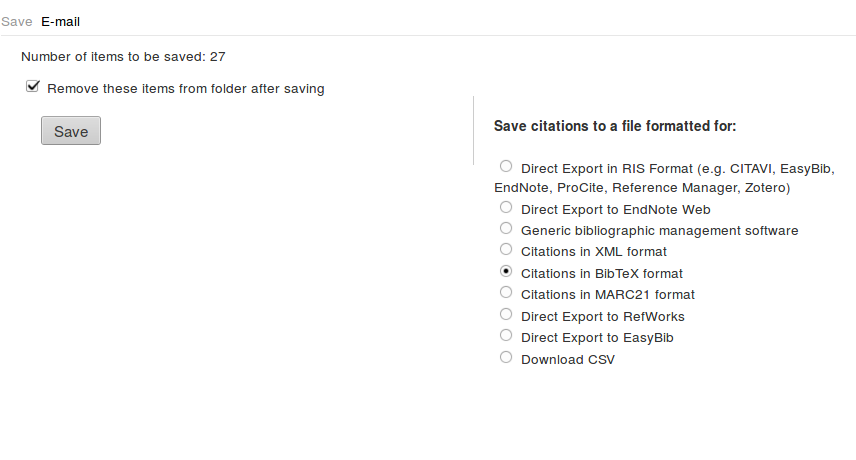 Save E-mail
Number of items to be saved: 27
Remove these items from folder after saving
Save
Save citations to a file formatted for:
Direct Export in RIS Format (e.g. CITAVI, EasyBib,
EndNote, ProCite, Reference Manager, Zotero)
Direct Export to EndNote Web
Generic bibliographic management software
Citations in XML format
Citations in BibTeX format
Citations in MARC21 format
Direct Export to RefWorks
Direct Export to EasyBib
Download CSV